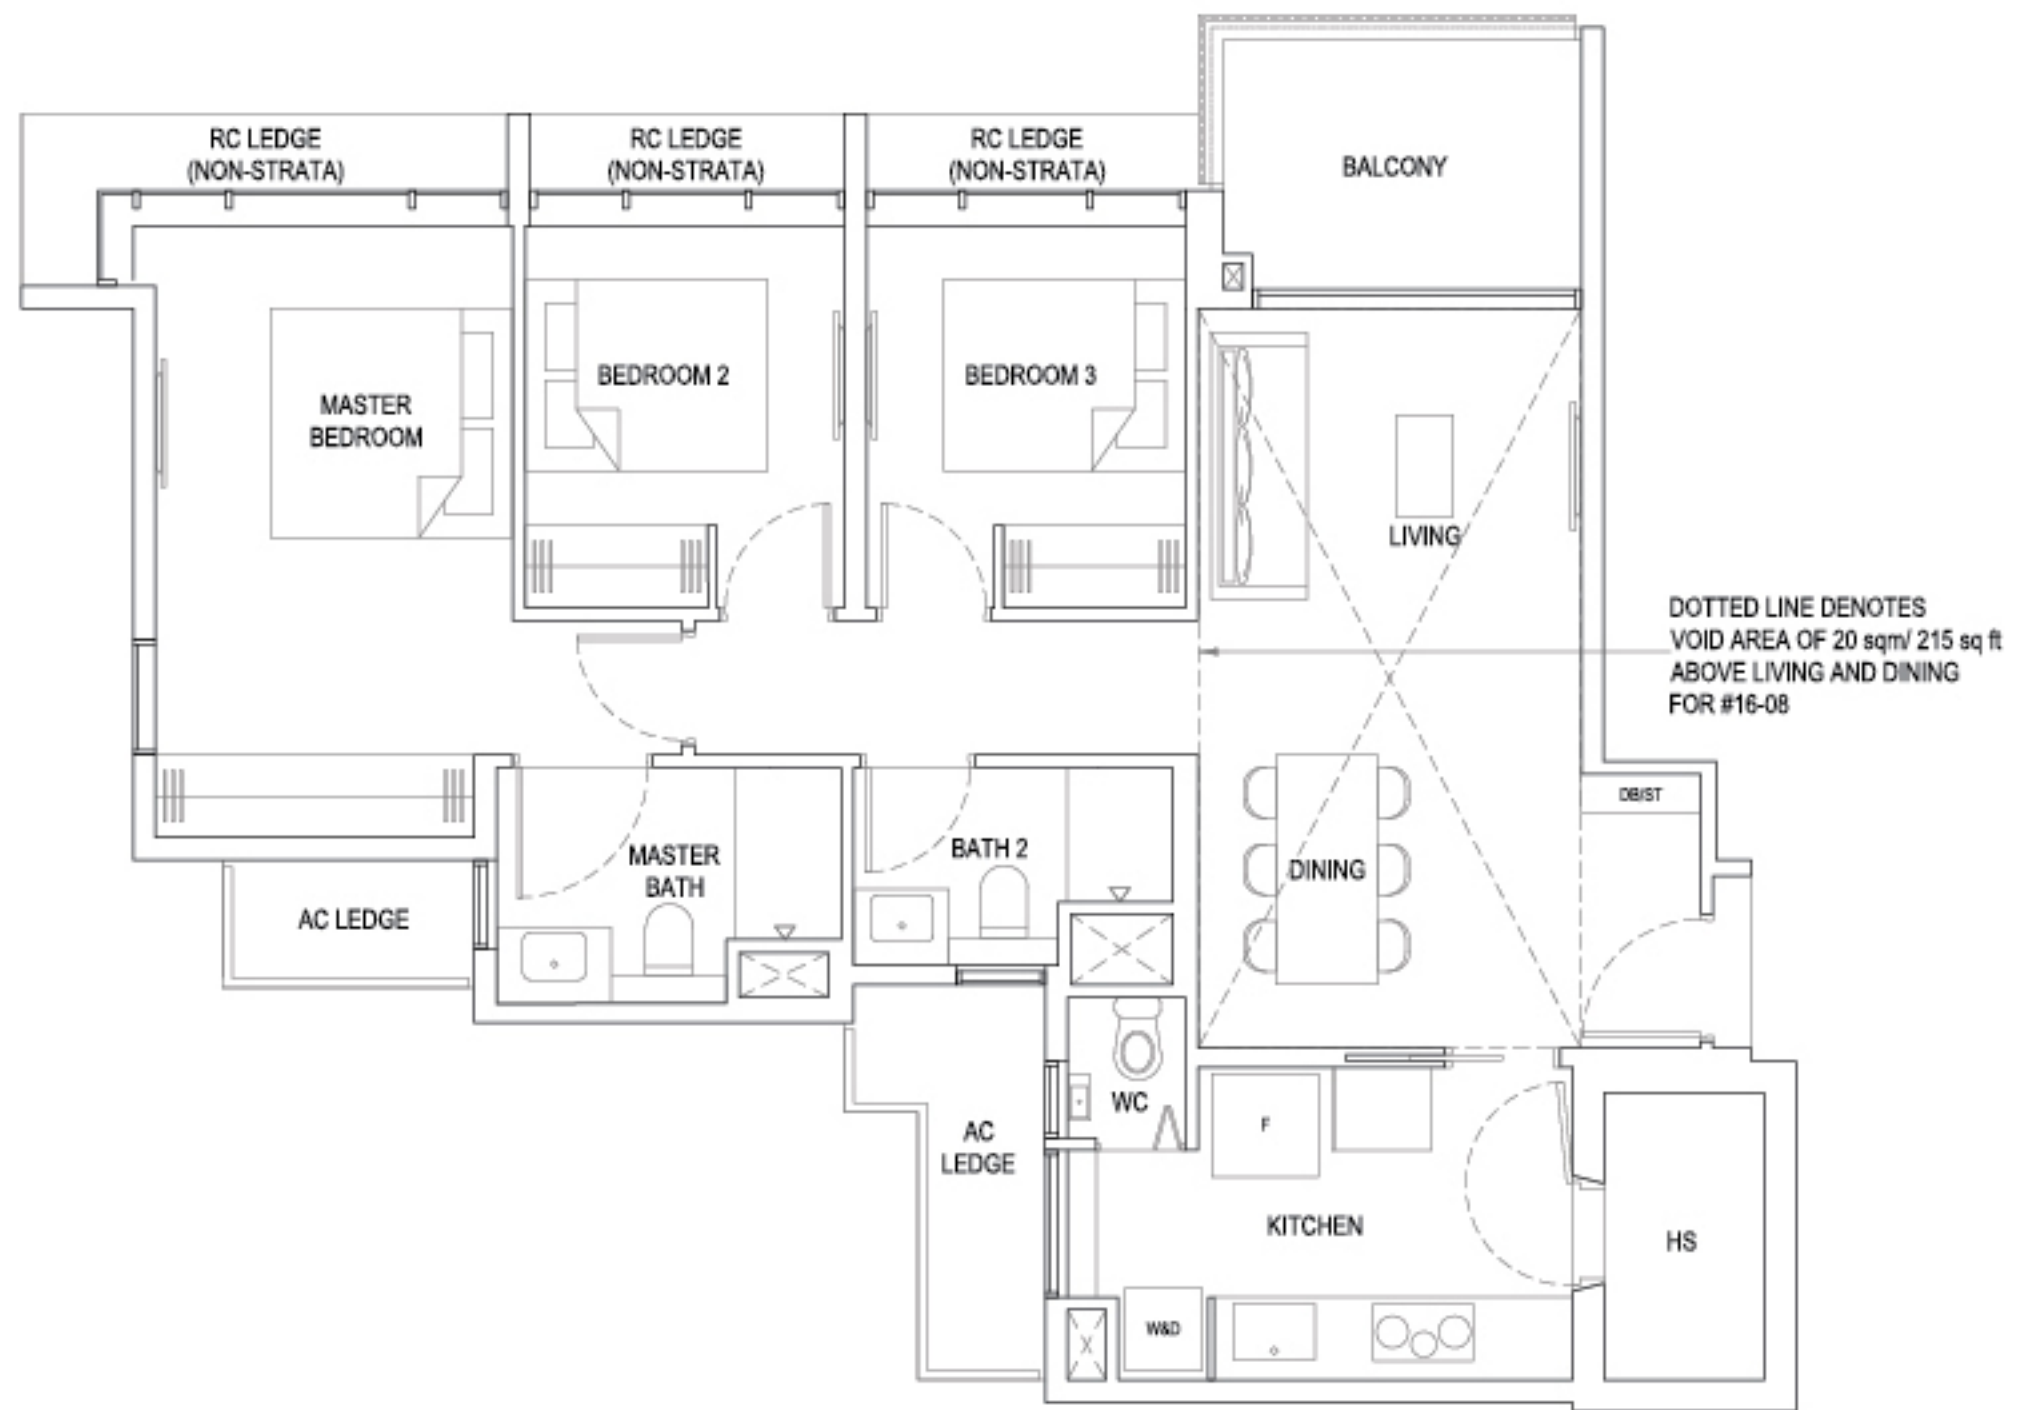 RC LEDGE
(NON-STRATA)
RC LEDGE
(NON-STRATA)
RC LEDGE
(NON-STRATA)
BALCONY
MASTER
BEDROOM
BEDROOM 2
BEDROOM 3
LIVING
DOTTED LINE DENOTES
VOID AREA OF 20 sqm/ 215 sq ft
ABOVE LIVING AND DINING
FOR #16-08
DB/ST
MASTER
BATH
BATH 2
DINING
AC LEDGE
WC
F
AC
LEDGE
KITCHEN
HS
W&D